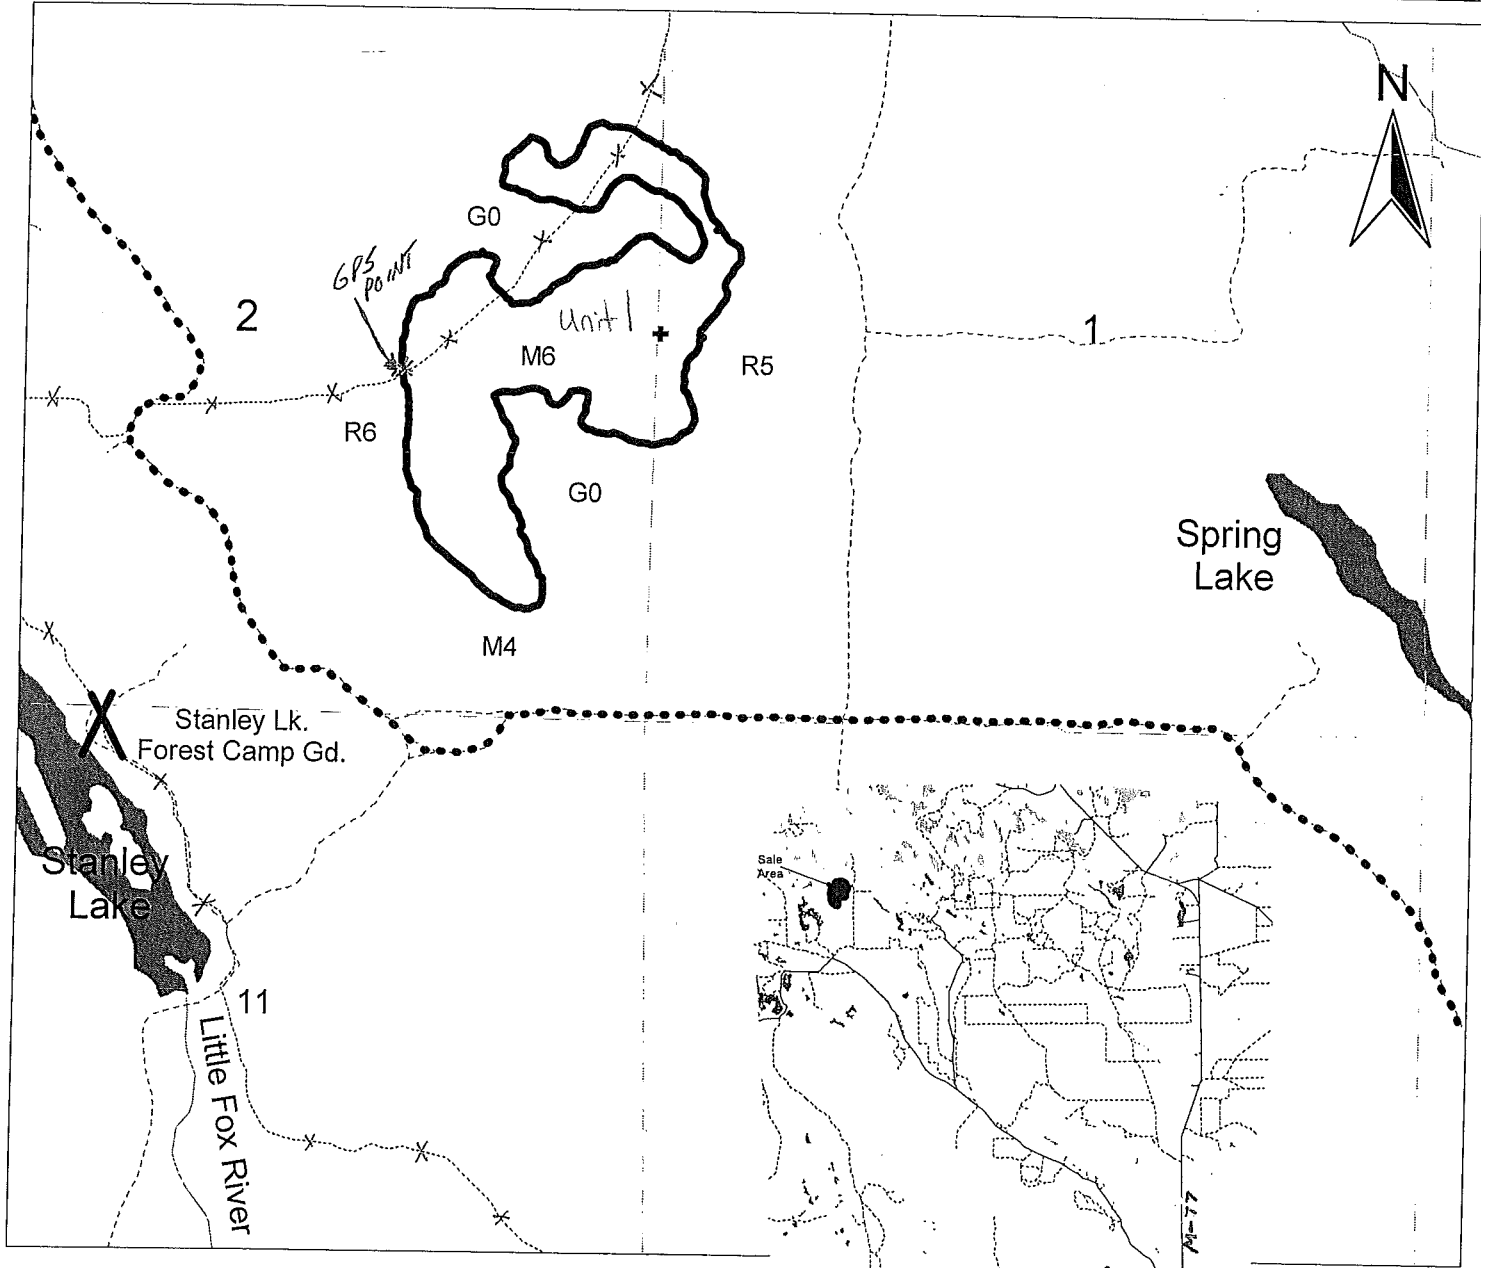 N
G0
GPS
POINT
2
Unit 1
1
M6
R5
R6
G0
Spring
Lake
M4
Stanley Lk.
Forest Camp Gd.
Stanley
Lake
Sale
Area
11
Little Fox River
M-77